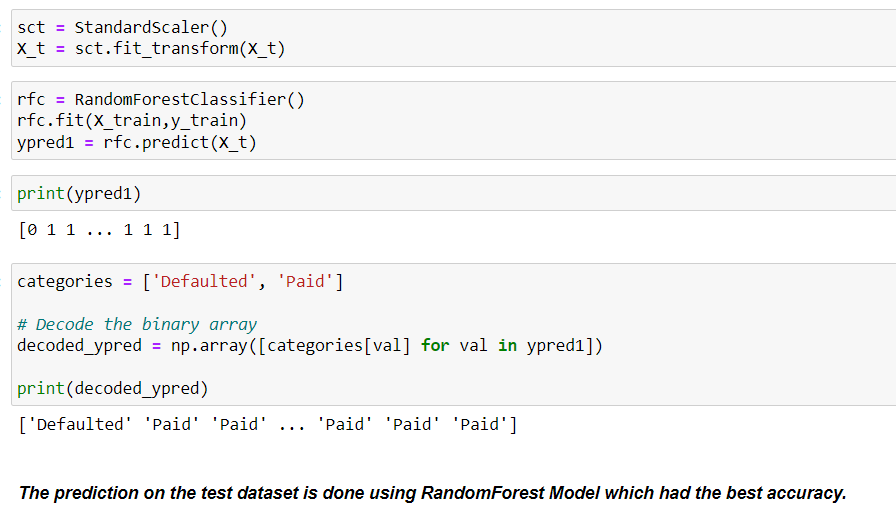 sct = StandardScaler()
X_t = sct.fit_transform(X_t)
rfc = RandomForestClassifier()
rfc.fit(X_train,y_train)
ypred1 = rfc.predict(X_t)
print(ypred1)
[0 1 1 ... 1 1 1]
categories = ['Defaulted', 'Paid']
# Decode the binary array
decoded_ypred = np.array([categories[val] for val in ypred1])
print(decoded_ypred)
['Defaulted' 'Paid' 'Paid' ... 'Paid' 'Paid' 'Paid']
The prediction on the test dataset is done using RandomForest Model which had the best accuracy.